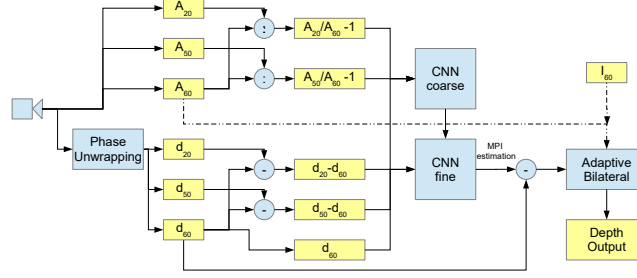 A20
:
A20/A60 -1
A50
:
A50/A60 -1
A60
CNN
coarse
I60
Phase
Unwrapping
d20
-
d20-d60
d50
-
d50-d60
d60
d60
CNN
fine
MPI
estimation
-
Adaptive
Bilateral
Depth
Output